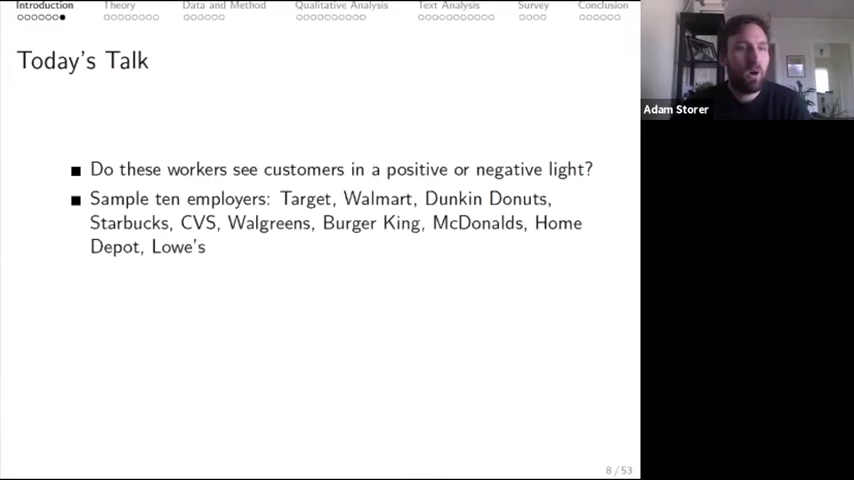 Introduction Theory Data and Method Qualitative Analysis Text Analysis Survey Conclusion
Today's Talk
Do these workers see customers in a positive or negative light?
Sample ten employers: Target, Walmart, Dunkin Donuts,
Starbucks, CVS, Walgreens, Burger King, McDonalds, Home
Depot, Lowe's
8 / 53
Adam Storer